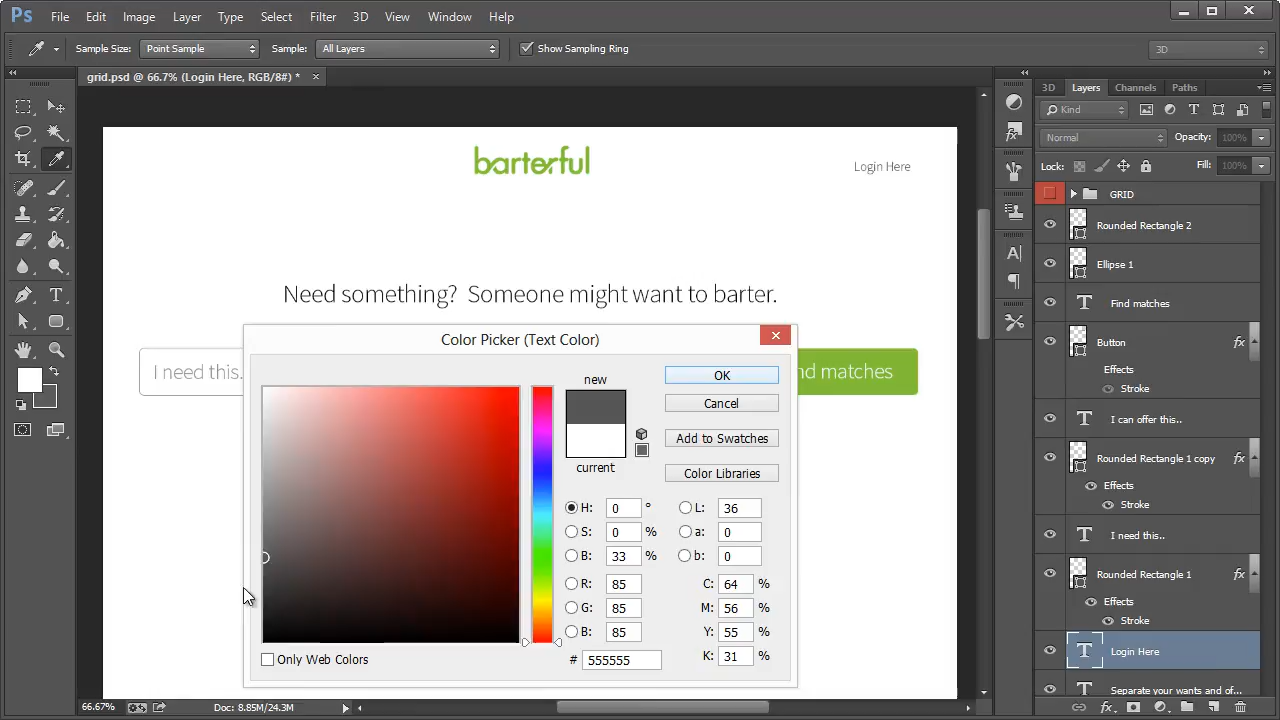 Ps File Edit Image Layer Type Select Filter 3D View Window Help
Sample Size: Point Sample Sample: All Layers Show Sampling Ring 3D
grid.psd @ 66.7% (Login Here, RGB/8#) *
3D Layers Channels Paths
Kind
Normal Opacity: 100%
Lock: Fill: 100%
GRID
Rounded Rectangle 2
Ellipse 1
Find matches
Button fx
Effects
Stroke
I can offer this..
Rounded Rectangle 1 copy fx
Effects
Stroke
I need this..
Rounded Rectangle 1 fx
Effects
Stroke
Login Here
Separate your wants and of...
barterful
Login Here
Need something? Someone might want to barter.
I need this.
nd matches
Color Picker (Text Color)
new
current
OK
Cancel
Add to Swatches
Color Libraries
H: 0 ° L: 36
S: 0 % a: 0
B: 33 % b: 0
R: 85 C: 64 %
G: 85 M: 56 %
B: 85 Y: 55 %
# 555555 K: 31 %
Only Web Colors
66.67% Doc: 8.85M/24.3M